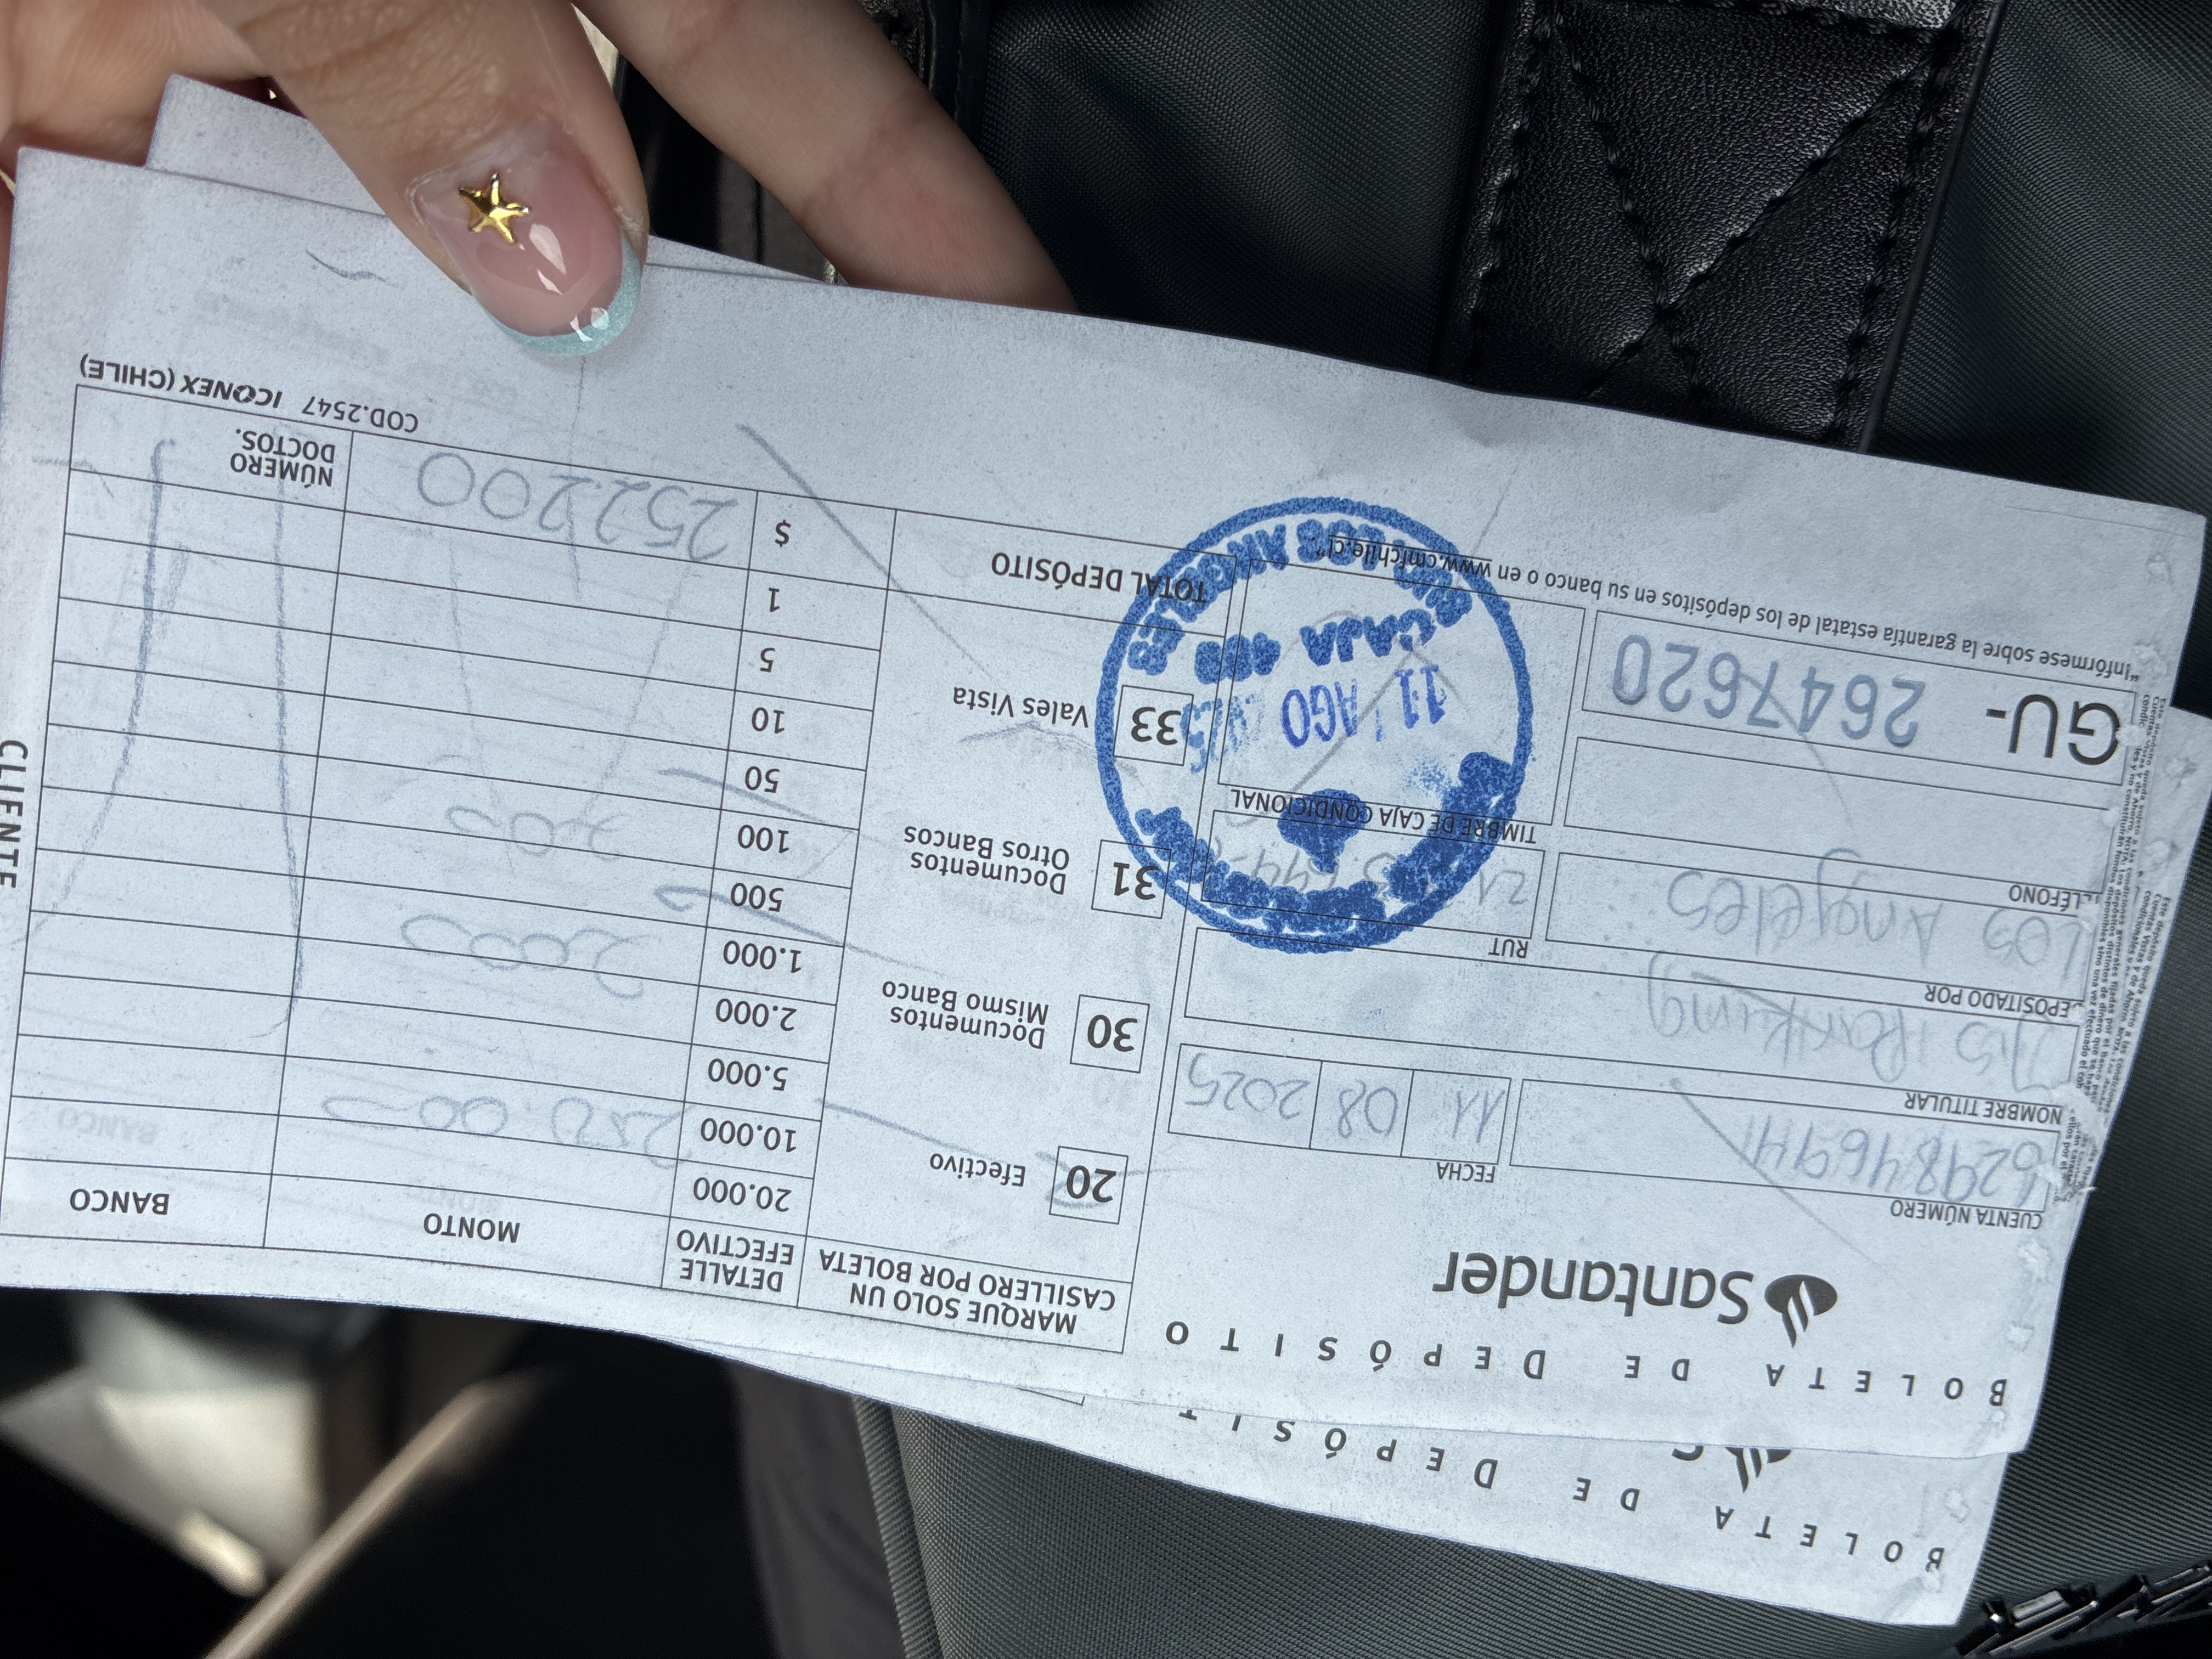 BOLETA DE DEPÓSIT
BOLETA DE DEPÓSITO
Santander
CUENTA NÚMERO
FECHA
11 08 2025
NOMBRE TITULAR
Parking
DEPOSITADO POR
Los Angeles
RUT
21
TELÉFONO
TIMBRE DE CAJA CONDICIONAL
11 AGO 2025
CAJA
GU- 2647620
"Infórmese sobre la garantía estatal de los depósitos en su banco o en www.cmfchile.cl"
MARQUE SOLO UN
CASILLERO POR BOLETA
20 Efectivo
30 Documentos
Mismo Banco
31 Documentos
Otros Bancos
33 Vales Vista
TOTAL DEPÓSITO
DETALLE
EFECTIVO
MONTO
BANCO
20.000
10.000 250.000
5.000
2.000
1.000 2000
500
100 200
50
10
5
1
$ 252.200
NÚMERO
DOCTOS.
COD.2547 ICONEX (CHILE)
CLIENTE